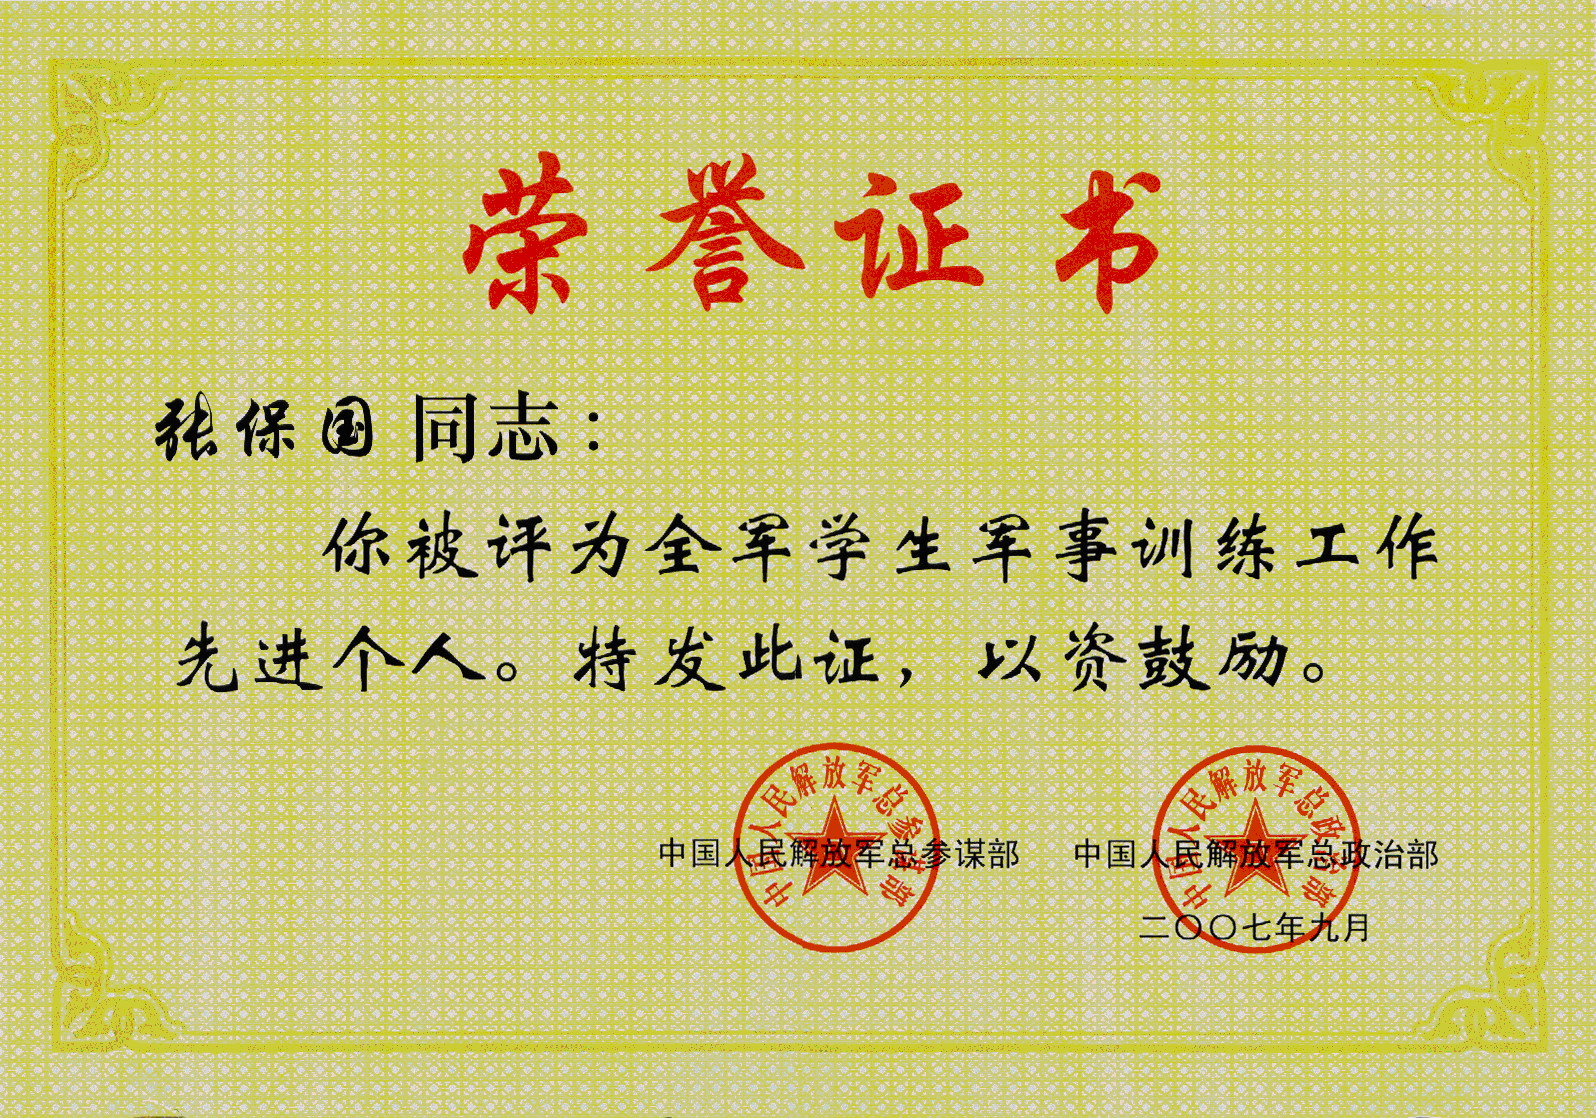 荣誉证书
张保国 同志：
你被评为全军学生军事训练工作
先进个人。特发此证，以资鼓励。
中国人民解放军总参谋部
中国人民解放军总政治部
中国人民解放军总参谋部 中国人民解放军总政治部
二〇〇七年九月